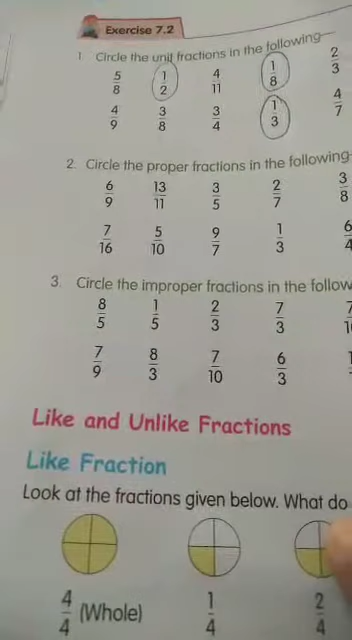 Exercise 7.2
1. Circle the unit fractions in the following—
5/8 1/2 4/11 1/8 2/3
4/9 3/8 3/4 1/3 4/7
2. Circle the proper fractions in the following
6/9 13/11 3/5 2/7 3/8
7/16 5/10 9/7 1/3 6/4
3. Circle the improper fractions in the follow
8/5 1/5 2/3 7/3
7/9 8/3 7/10 6/3
Like and Unlike Fractions
Like Fraction
Look at the fractions given below. What do
4/4 (Whole) 1/4 2/4